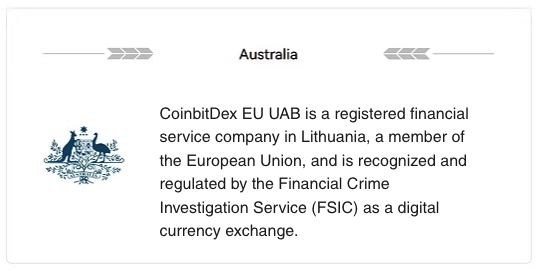 Australia
CoinbitDex EU UAB is a registered financial
service company in Lithuania, a member of
the European Union, and is recognized and
regulated by the Financial Crime
Investigation Service (FSIC) as a digital
currency exchange.